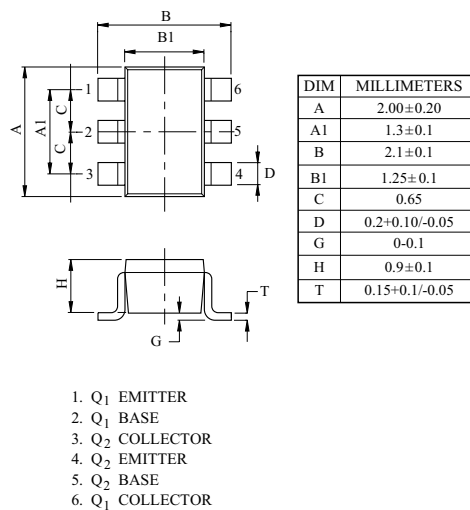 B
B1
1
6
A
A1
C
2
5
C
3
4
D
H
T
G
DIM MILLIMETERS
A 2.00±0.20
A1 1.3±0.1
B 2.1±0.1
B1 1.25±0.1
C 0.65
D 0.2+0.10/-0.05
G 0-0.1
H 0.9±0.1
T 0.15+0.1/-0.05
1. Q1 EMITTER
2. Q1 BASE
3. Q2 COLLECTOR
4. Q2 EMITTER
5. Q2 BASE
6. Q1 COLLECTOR